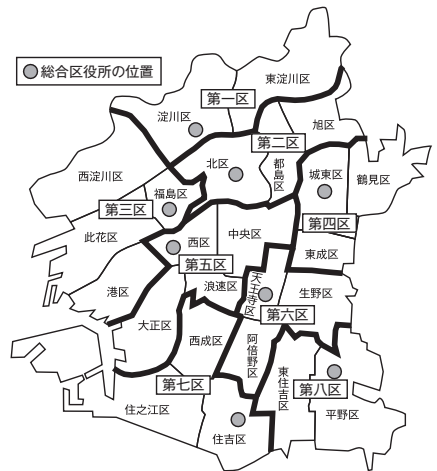 総合区役所の位置
東淀川区
第一区
淀川区
旭区
第二区
都島区
北区
城東区
鶴見区
西淀川区
福島区
第三区
第四区
此花区
中央区
西区
東成区
第五区
天王寺区
浪速区
生野区
港区
第六区
大正区
西成区
阿倍野区
東住吉区
第七区
第八区
住之江区
平野区
住吉区